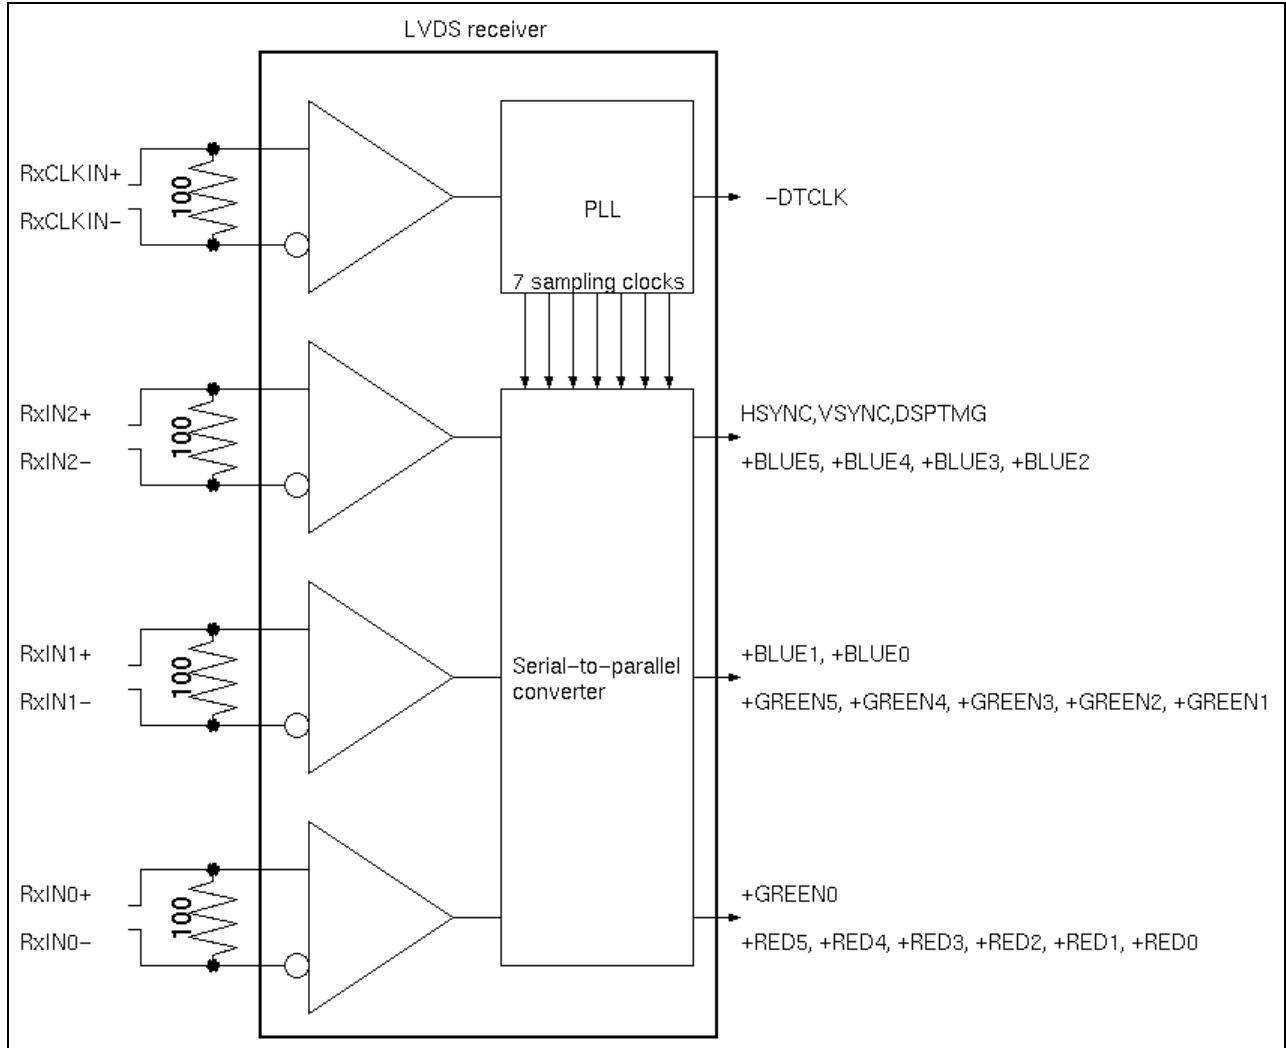 LVDS receiver
RxCLKIN+
100
RxCLKIN−
PLL
−DTCLK
7 sampling clocks
RxIN2+
100
RxIN2−
HSYNC,VSYNC,DSPTMG
+BLUE5, +BLUE4, +BLUE3, +BLUE2
RxIN1+
100
RxIN1−
Serial−to−parallel
converter
+BLUE1, +BLUE0
+GREEN5, +GREEN4, +GREEN3, +GREEN2, +GREEN1
RxIN0+
100
RxIN0−
+GREEN0
+RED5, +RED4, +RED3, +RED2, +RED1, +RED0